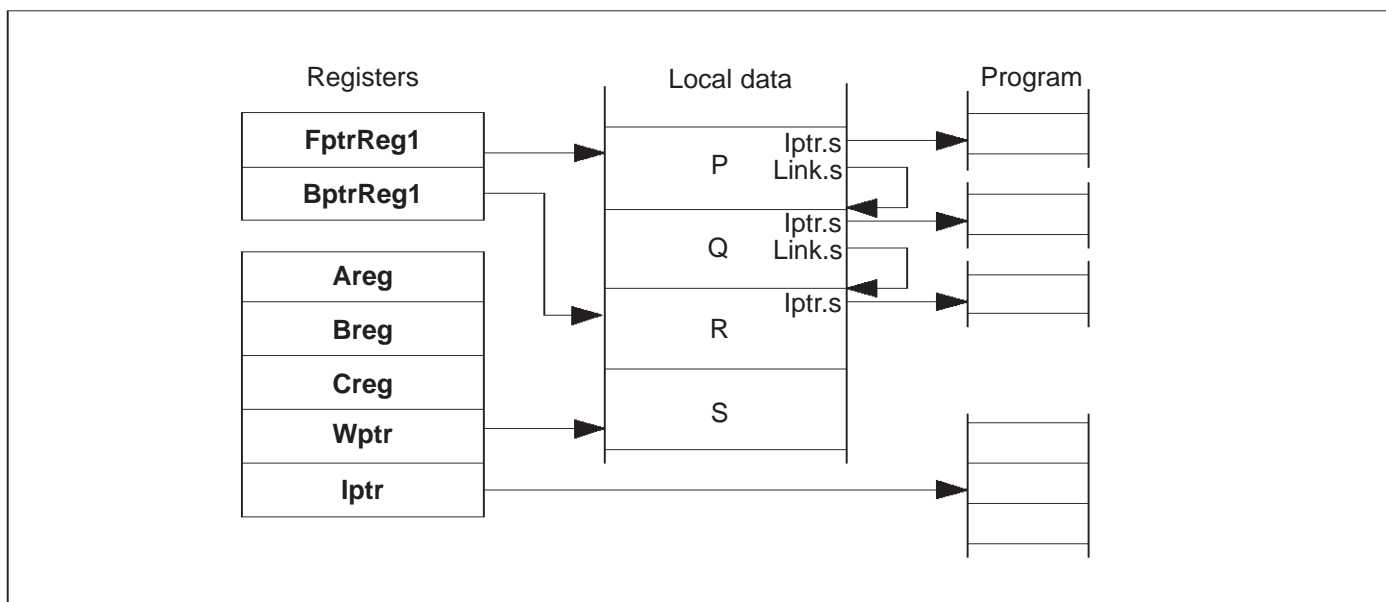 Registers
Local data
Program
FptrReg1
BptrReg1
Areg
Breg
Creg
Wptr
Iptr
P
Iptr.s
Link.s
Q
Iptr.s
Link.s
R
Iptr.s
S